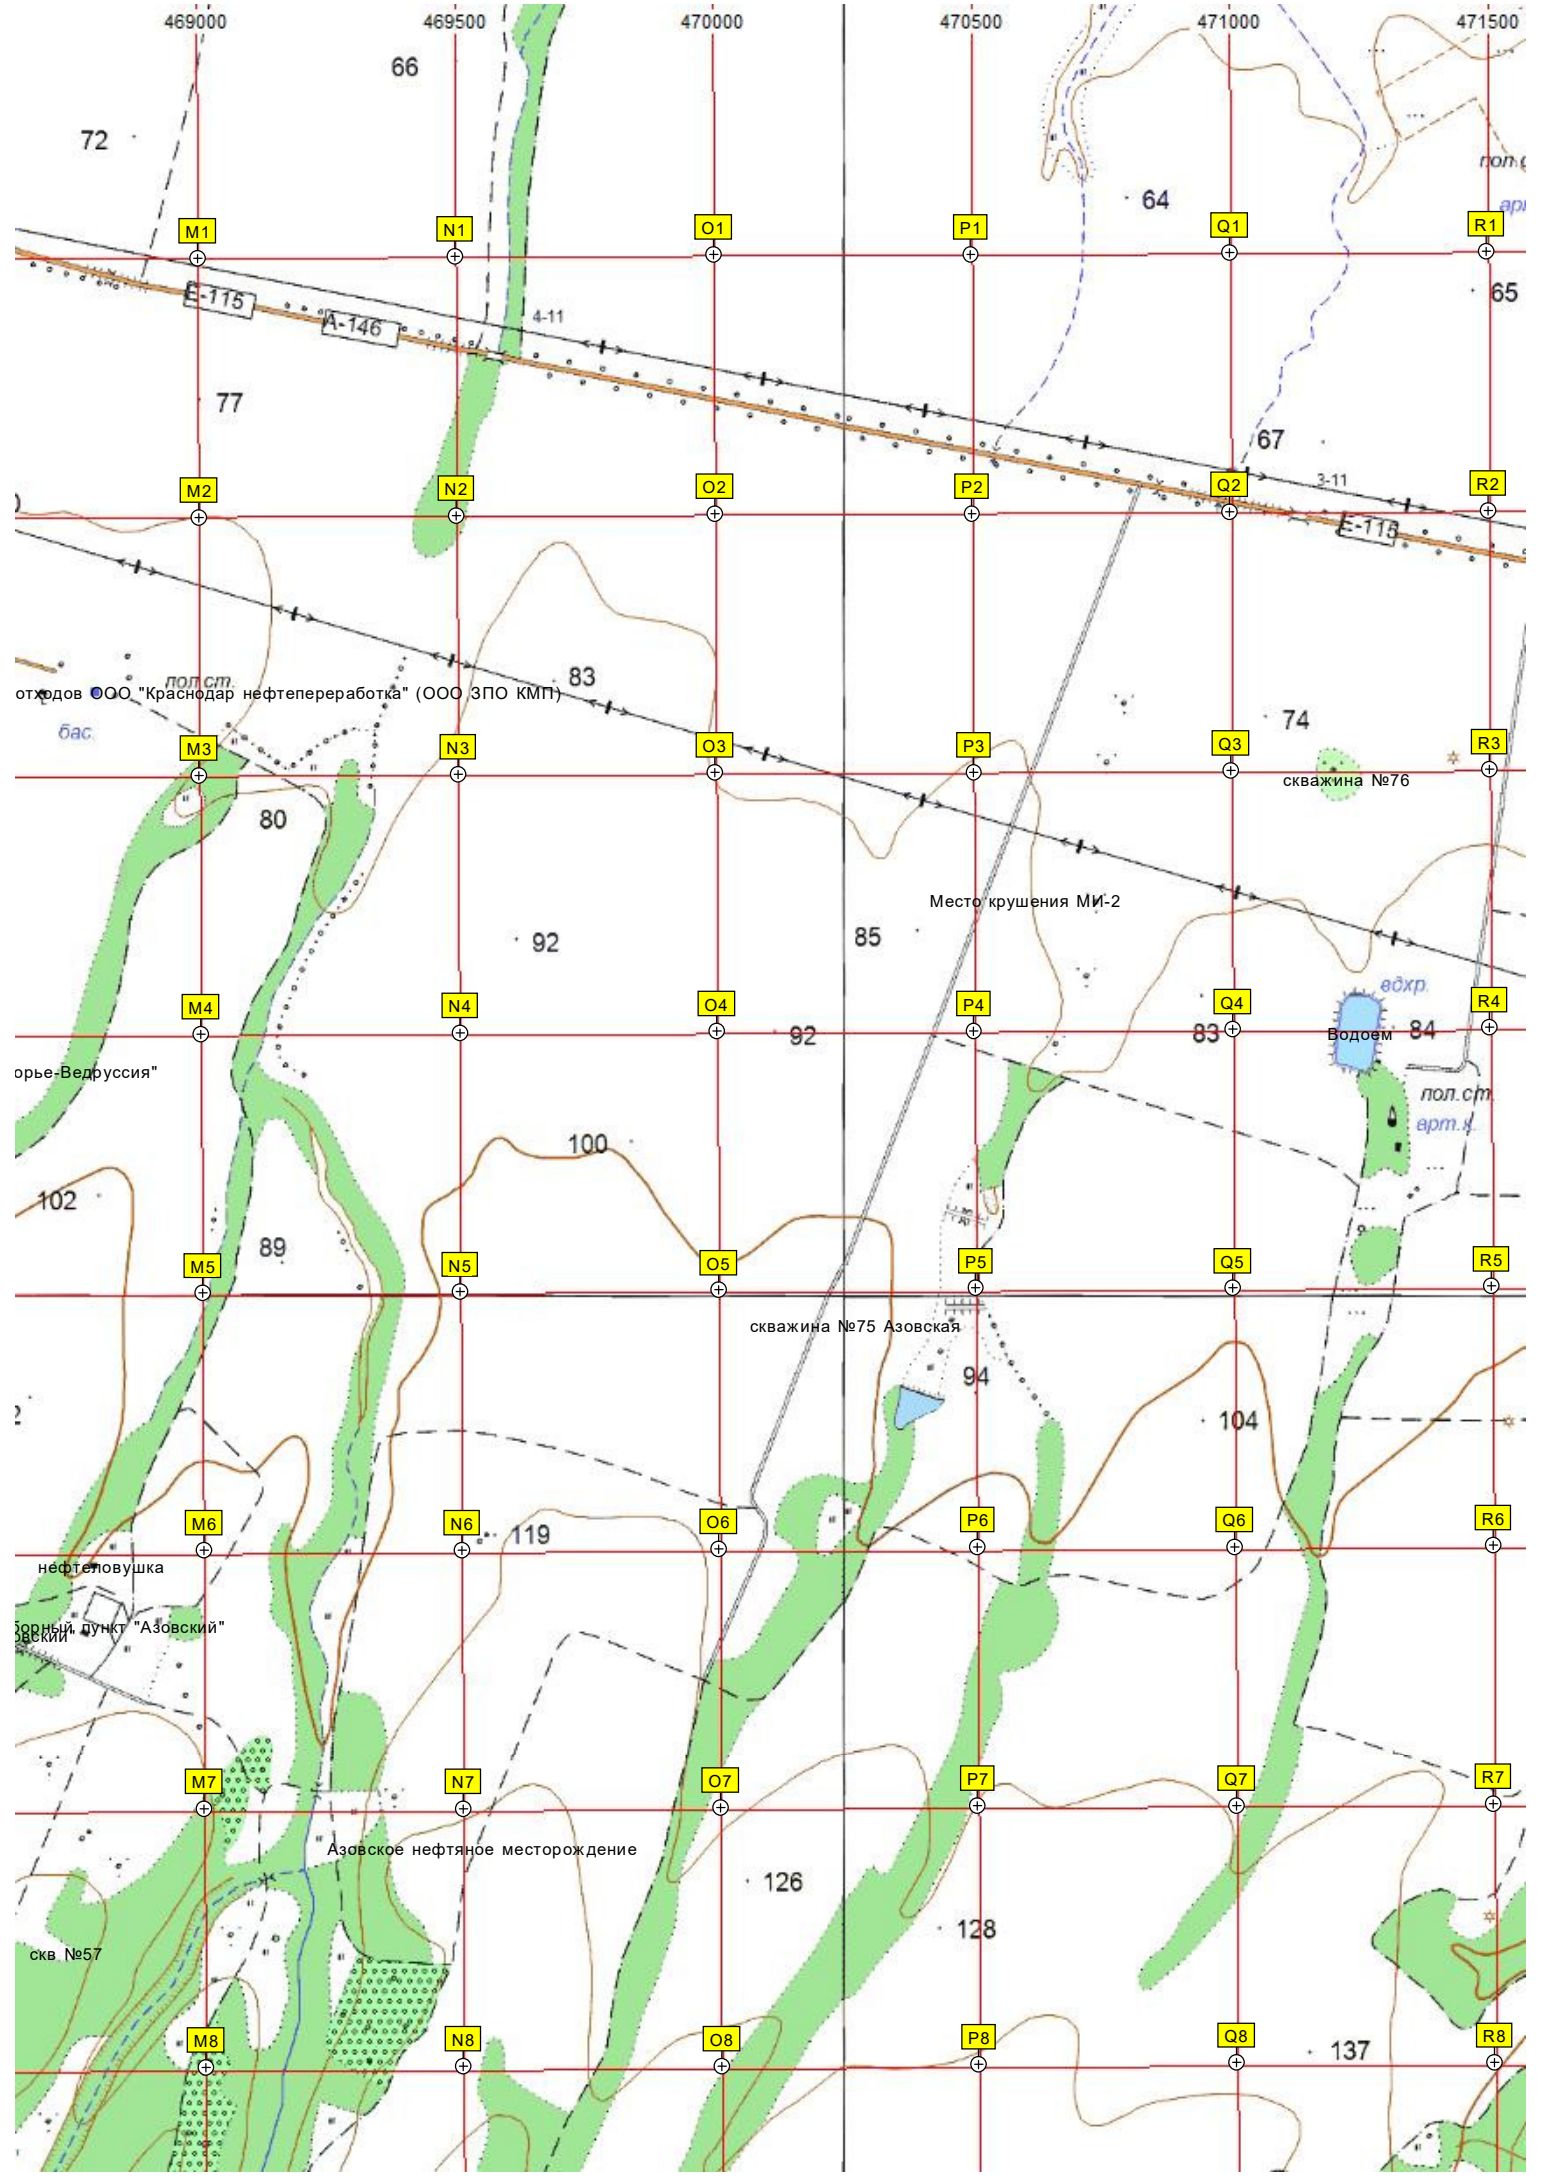 469000 469500 470000 470500 471000 471500
66
72
64
M1 N1 O1 P1 Q1 R1
65
E-115
A-146
4-11
77
67
3-11
M2 N2 O2 P2 Q2 R2
E-115
83
пол.ст.
отходов ООО "Краснодар нефтепереработка" (ООО ЗПО КМП)
бас.
74
M3 N3 O3 P3 Q3 R3
скважина №76
80
Место крушения МИ-2
92
85
вдхр.
M4 N4 O4 P4 Q4 R4
92
83
Водоем
84
орье-Ведруссия"
пол.ст.
арт.к.
100
102
89
M5 N5 O5 P5 Q5 R5
скважина №75 Азовская
94
104
M6 N6 O6 P6 Q6 R6
119
нефтеловушка
борный пункт "Азовский"
овский"
M7 N7 O7 P7 Q7 R7
Азовское нефтяное месторождение
126
128
скв №57
M8 N8 O8 P8 Q8 R8
137